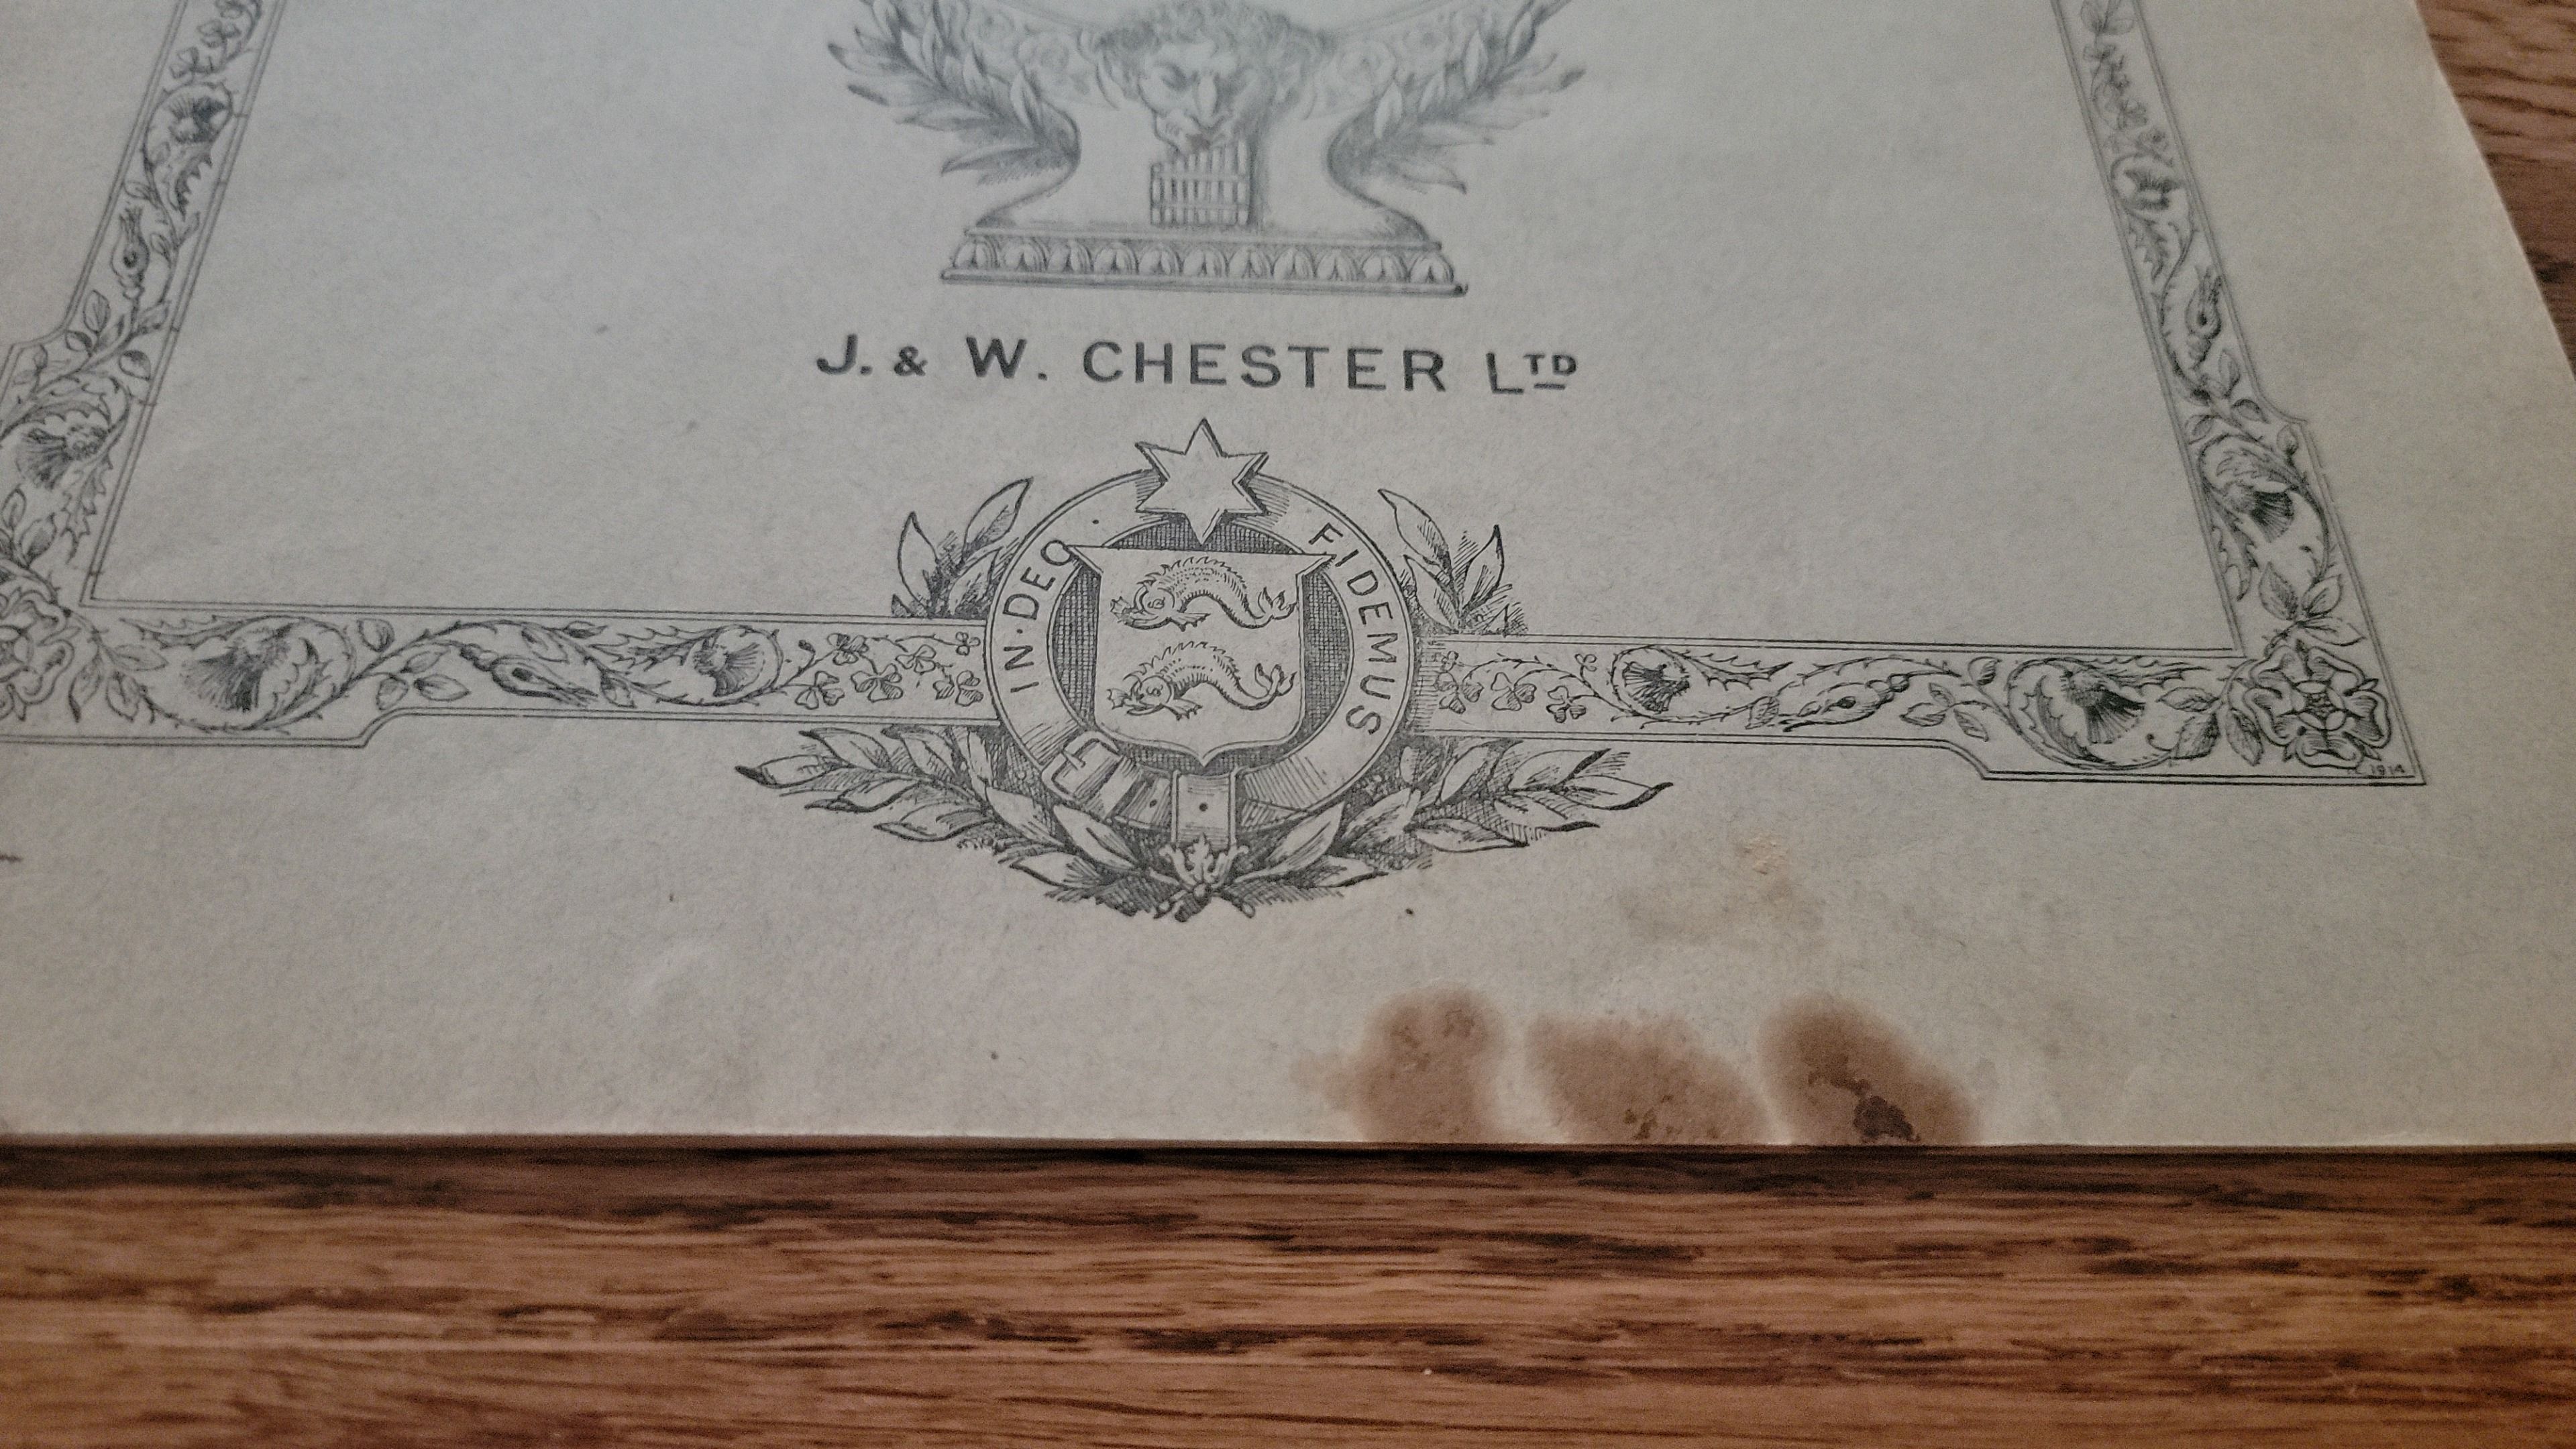 J. & W. CHESTER LTD
IN · DEO · FIDEMUS
1914